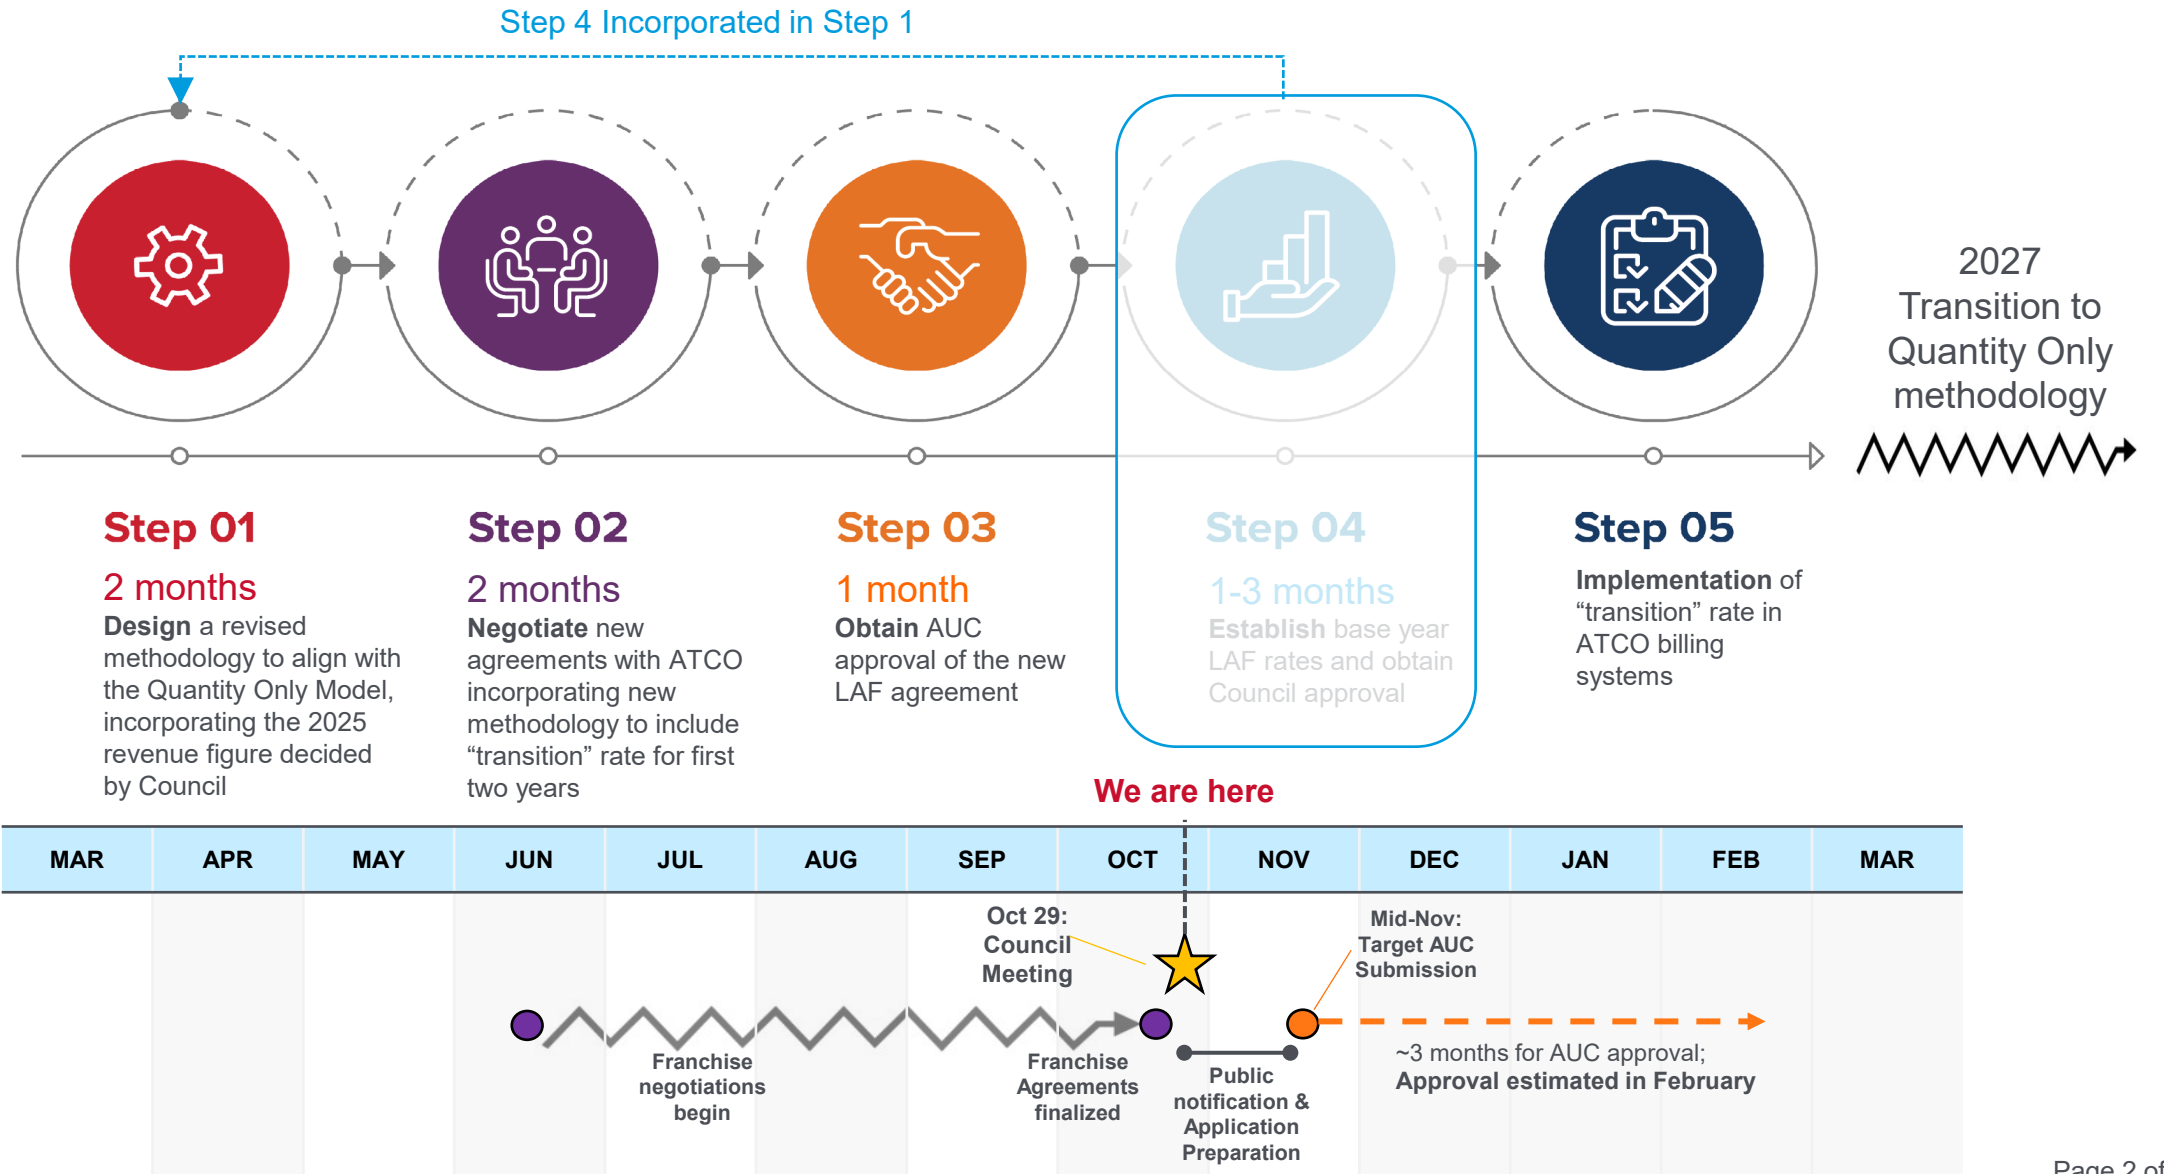 Step 4 Incorporated in Step 1
2027
Transition to
Quantity Only
methodology
Step 01
2 months
Design a revised
methodology to align with
the Quantity Only Model,
incorporating the 2025
revenue figure decided
by Council
Step 02
2 months
Negotiate new
agreements with ATCO
incorporating new
methodology to include
“transition” rate for first
two years
Step 03
1 month
Obtain AUC
approval of the new
LAF agreement
Step 04
1-3 months
Establish base year
LAF rates and obtain
Council approval
Step 05
Implementation of
“transition” rate in
ATCO billing
systems
We are here
MAR APR MAY JUN JUL AUG SEP OCT NOV DEC JAN FEB MAR
Oct 29:
Council
Meeting
Mid-Nov:
Target AUC
Submission
Franchise
negotiations
begin
Franchise
Agreements
finalized
Public
notification &
Application
Preparation
~3 months for AUC approval;
Approval estimated in February
Page 2 of